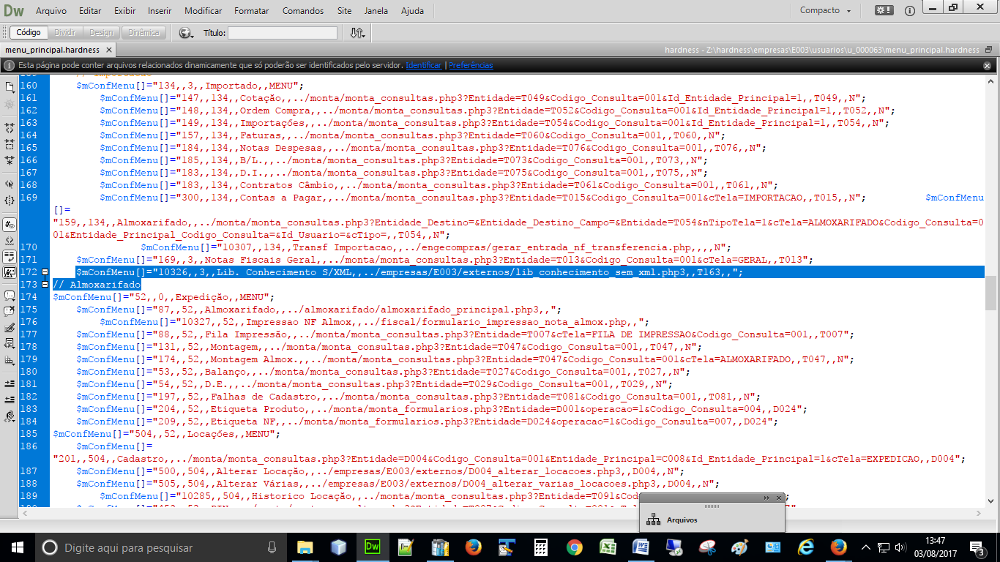 Dw Arquivo Editar Exibir Inserir Modificar Formatar Comandos Site Janela Ajuda Compacto
Código Dividir Design Dinâmica Título:
menu_principal.hardness hardness - Z:\hardness\empresas\E003\usuarios\u_000063\menu_principal.hardness
Esta página pode conter arquivos relacionados dinamicamente que só poderão ser identificados pelo servidor. Identificar | Preferências
160 $mConfMenu[]="134,,3,,Importado,,MENU";
161 $mConfMenu[]="147,,134,,Cotação,,../monta/monta_consultas.php3?Entidade=T049&Codigo_Consulta=001&Id_Entidade_Principal=1,,T049,,N";
162 $mConfMenu[]="148,,134,,Ordem Compra,,../monta/monta_consultas.php3?Entidade=T052&Codigo_Consulta=001&Id_Entidade_Principal=1,,T052,,N";
163 $mConfMenu[]="149,,134,,Importações,,../monta/monta_consultas.php3?Entidade=T054&Codigo_Consulta=001&Id_Entidade_Principal=1,,T054,,N";
164 $mConfMenu[]="157,,134,,Faturas,,../monta/monta_consultas.php3?Entidade=T060&Codigo_Consulta=001,,T060,,N";
165 $mConfMenu[]="184,,134,,Notas Despesas,,../monta/monta_consultas.php3?Entidade=T076&Codigo_Consulta=001,,T076,,N";
166 $mConfMenu[]="185,,134,,B/L.,,../monta/monta_consultas.php3?Entidade=T073&Codigo_Consulta=001,,T073,,N";
167 $mConfMenu[]="183,,134,,D.I.,,../monta/monta_consultas.php3?Entidade=T075&Codigo_Consulta=001,,T075,,N";
168 $mConfMenu[]="183,,134,,Contratos Câmbio,,../monta/monta_consultas.php3?Entidade=T061&Codigo_Consulta=001,,T061,,N";
169 $mConfMenu[]="300,,134,,Contas a Pagar,,../monta/monta_consultas.php3?Entidade=T015&Codigo_Consulta=001&cTela=IMPORTACAO,,T015,,N"; $mConfMenu
[]=
"159,,134,,Almoxarifado,,../monta/monta_consultas.php3?Entidade_Destino=&Entidade_Destino_Campo=&Entidade=T054&nTipoTela=1&cTela=ALMOXARIFADO&Codigo_Consulta=0
01&Entidade_Principal_Codigo_Consulta=&Id_Usuario=&cTipo=,,T054,,N";
170 $mConfMenu[]="10307,,134,,Transf Importacao,,../engecompras/gerar_entrada_nf_transferencia.php,,,,N";
171 $mConfMenu[]="169,,3,,Notas Fiscais Geral,,../monta/monta_consultas.php3?Entidade=T013&Codigo_Consulta=001&cTela=GERAL,,T013";
172 $mConfMenu[]="10326,,3,,Lib. Conhecimento S/XML,,../empresas/E003/externos/lib_conhecimento_sem_xml.php3,,T163,,";
173 // Almoxarifado
174 $mConfMenu[]="52,,0,,Expedição,,MENU";
175 $mConfMenu[]="87,,52,,Almoxarifado,,../almoxarifado/almoxarifado_principal.php3,,";
176 $mConfMenu[]="10327,,52,,Impressao NF Almox,,../fiscal/formulario_impressao_nota_almox.php,,";
177 $mConfMenu[]="88,,52,,Fila Impressão,,../monta/monta_consultas.php3?Entidade=T007&cTela=FILA DE IMPRESSAO&Codigo_Consulta=001,,T007";
178 $mConfMenu[]="131,,52,,Montagem,,../monta/monta_consultas.php3?Entidade=T047&Codigo_Consulta=001,,T047,,N";
179 $mConfMenu[]="174,,52,,Montagem Almox.,,../monta/monta_consultas.php3?Entidade=T047&Codigo_Consulta=001&cTela=ALMOXARIFADO,,T047,,N";
180 $mConfMenu[]="53,,52,,Balanço,,../monta/monta_consultas.php3?Entidade=T027&Codigo_Consulta=001,,T027,,N";
181 $mConfMenu[]="54,,52,,D.E.,,../monta/monta_consultas.php3?Entidade=T029&Codigo_Consulta=001,,T029,,N";
182 $mConfMenu[]="197,,52,,Falhas de Cadastro,,../monta/monta_consultas.php3?Entidade=T081&Codigo_Consulta=001,,T081,,N";
183 $mConfMenu[]="204,,52,,Etiqueta Produto,,../monta/monta_formularios.php3?Entidade=D001&operacao=1&Codigo_Consulta=004,,D024";
184 $mConfMenu[]="209,,52,,Etiqueta NF,,../monta/monta_formularios.php3?Entidade=D024&operacao=1&Codigo_Consulta=007,,D024";
185 $mConfMenu[]="504,,52,,Locações,,MENU";
186 $mConfMenu[]=
"201,,504,,Cadastro,,../monta/monta_consultas.php3?Entidade=D004&Codigo_Consulta=001&Entidade_Principal=C008&Id_Entidade_Principal=1&cTela=EXPEDICAO,,D004";
187 $mConfMenu[]="500,,504,,Alterar Locação,,../empresas/E003/externos/D004_alterar_locacoes.php3,,D004,,N";
188 $mConfMenu[]="505,,504,,Alterar Várias,,../empresas/E003/externos/D004_alterar_varias_locacoes.php3,,D004,,N";
189 $mConfMenu[]="10285,,504,,Historico Locação,,../monta/monta_consultas.php3?Entidade=T091&Co
Arquivos
Digite aqui para pesquisar
13:47
03/08/2017
3